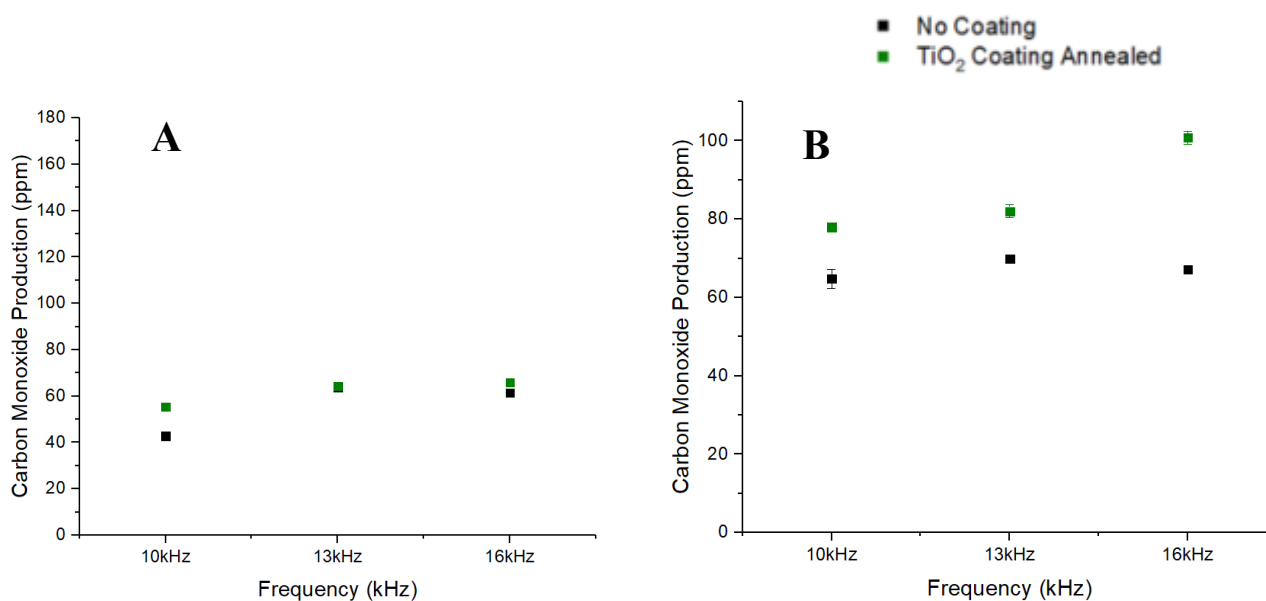 No Coating
TiO₂ Coating Annealed
A
Carbon Monoxide Production (ppm)
180
160
140
120
100
80
60
40
20
0
10kHz 13kHz 16kHz
Frequency (kHz)
B
Carbon Monoxide Porduction (ppm)
100
80
60
40
20
0
10kHz 13kHz 16kHz
Frequency (kHz)